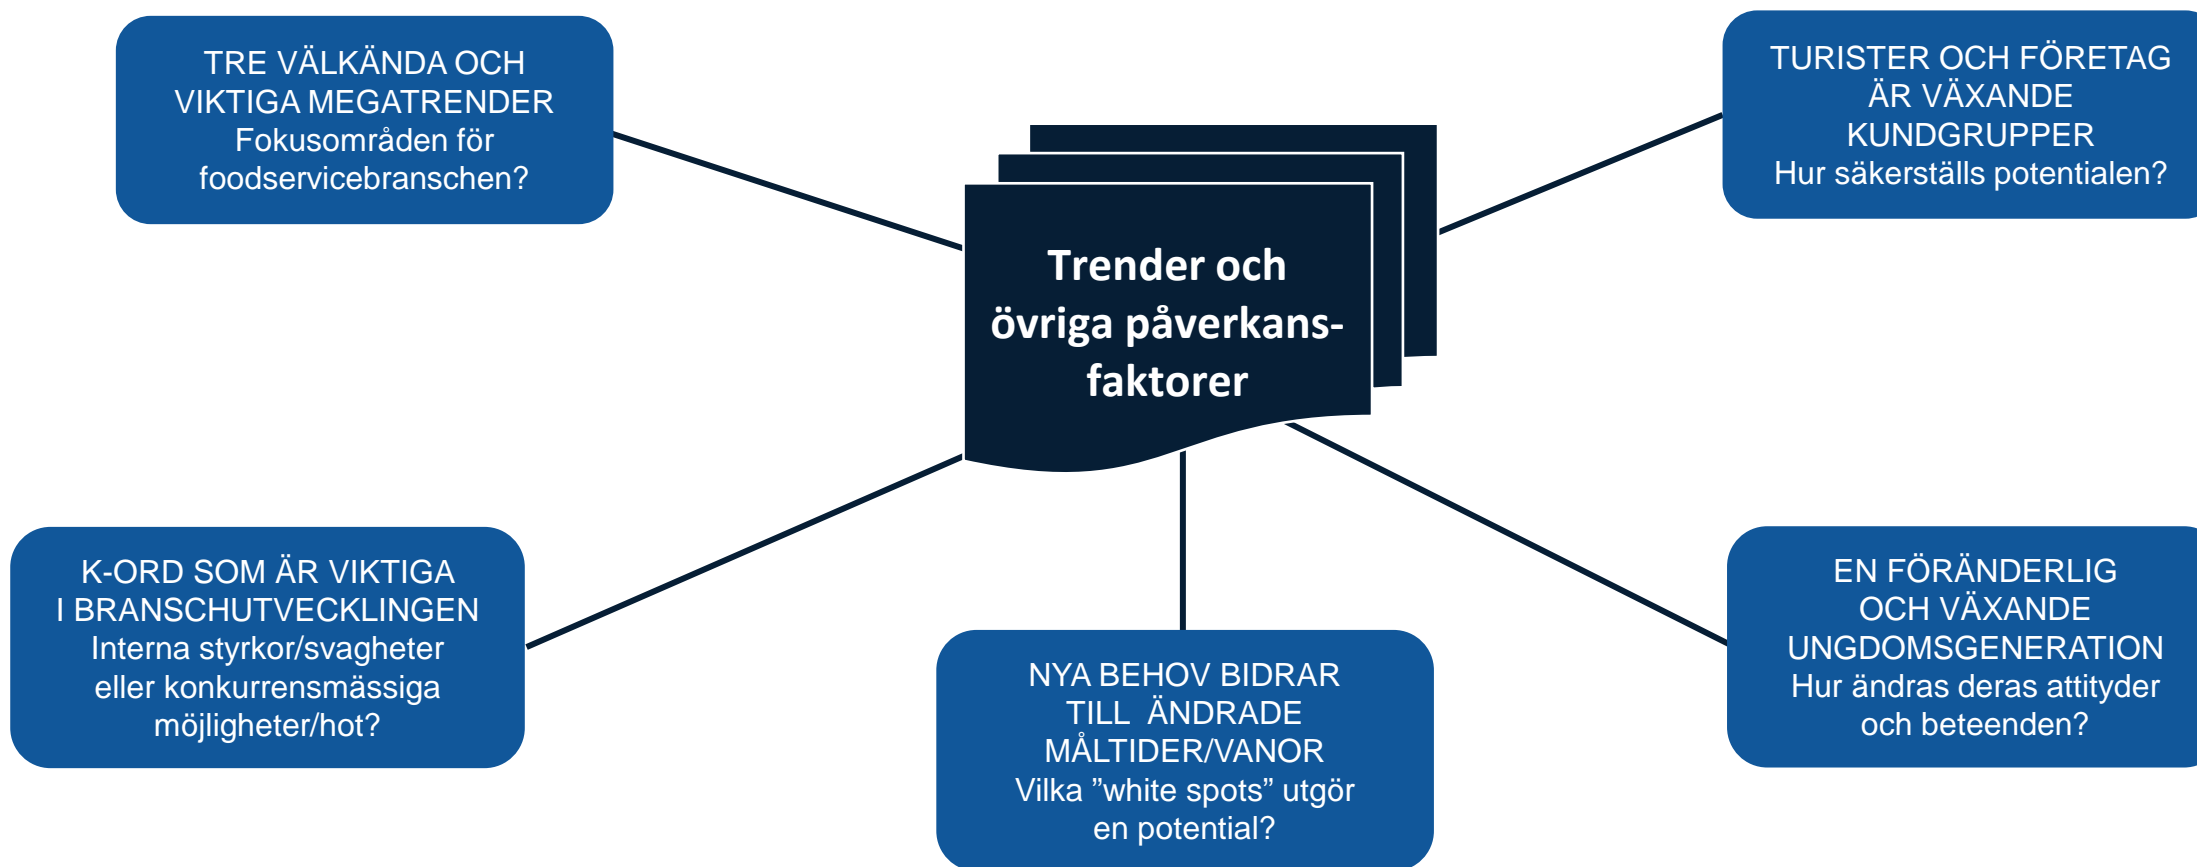 TRE VÄLKÄNDA OCH
VIKTIGA MEGATRENDER
Fokusområden för
foodservicebranschen?
TURISTER OCH FÖRETAG
ÄR VÄXANDE
KUNDGRUPPER
Hur säkerställs potentialen?
Trender och
övriga påverkans-
faktorer
K-ORD SOM ÄR VIKTIGA
I BRANSCHUTVECKLINGEN
Interna styrkor/svagheter
eller konkurrensmässiga
möjligheter/hot?
NYA BEHOV BIDRAR
TILL  ÄNDRADE
MÅLTIDER/VANOR
Vilka ”white spots” utgör
en potential?
EN FÖRÄNDERLIG
OCH VÄXANDE
UNGDOMSGENERATION
Hur ändras deras attityder
och beteenden?